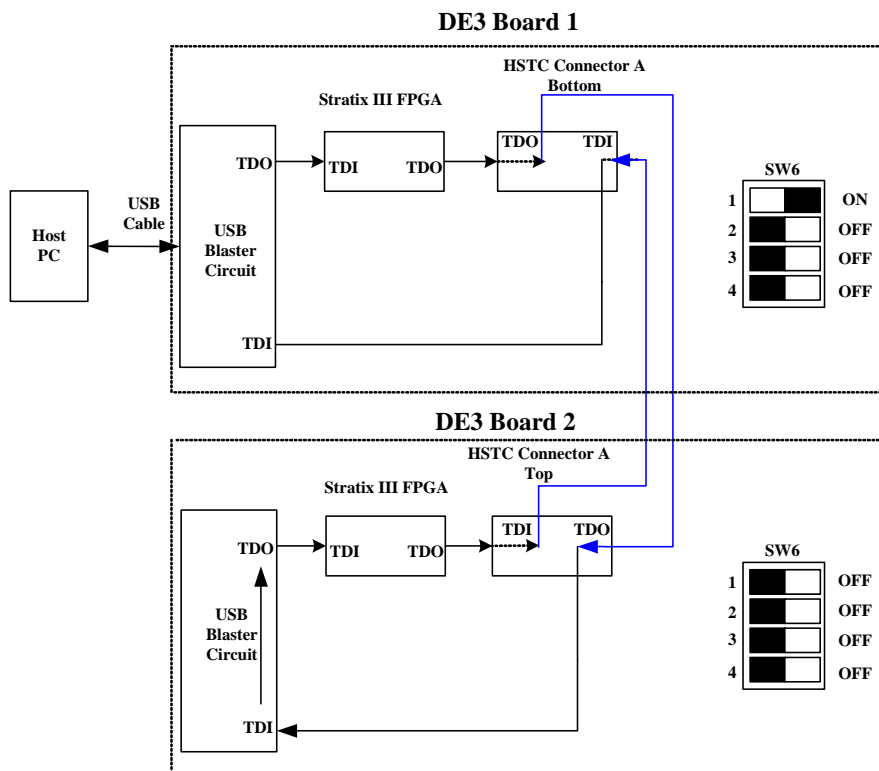 DE3 Board 1
HSTC Connector A
Bottom
Stratix III FPGA
TDO
TDI
TDO
TDO
TDI
SW6
1
ON
2
OFF
3
OFF
4
OFF
USB
Cable
Host
PC
USB
Blaster
Circuit
TDI
DE3 Board 2
HSTC Connector A
Top
Stratix III FPGA
TDO
TDI
TDO
TDI
TDO
SW6
1
OFF
2
OFF
3
OFF
4
OFF
USB
Blaster
Circuit
TDI